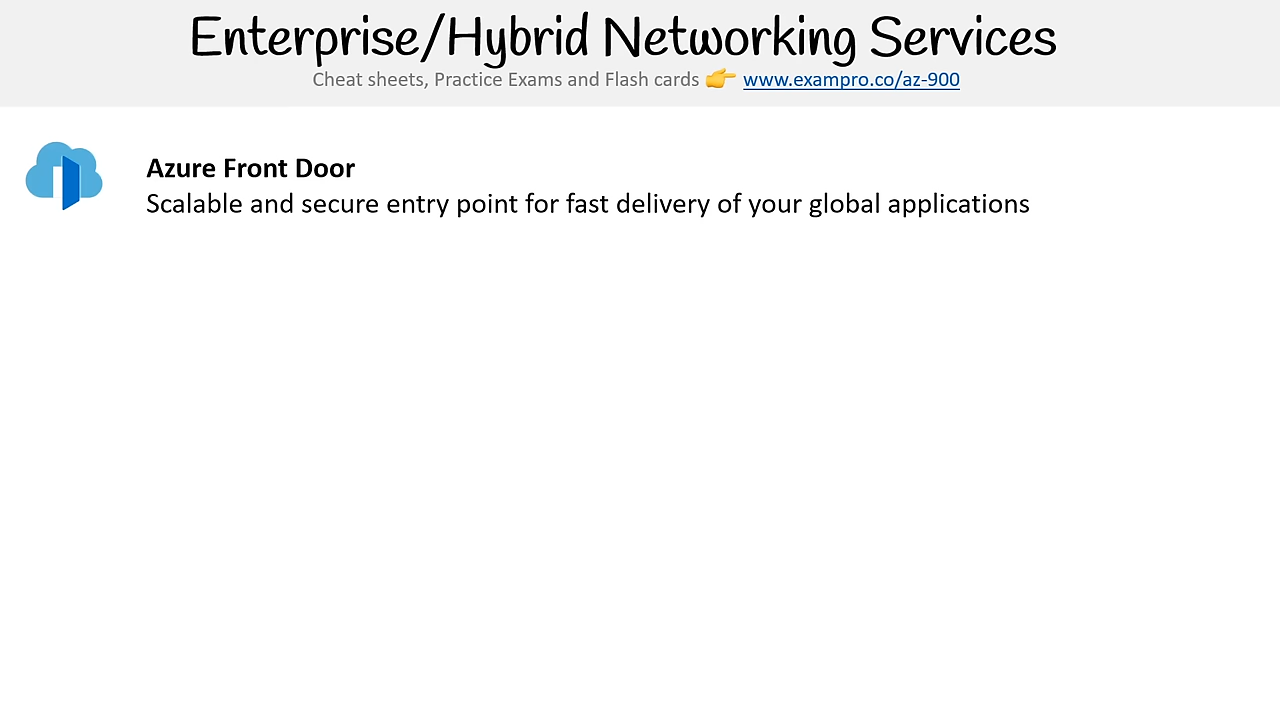 Enterprise/Hybrid Networking Services
Cheat sheets, Practice Exams and Flash cards 👉 www.exampro.co/az-900
Azure Front Door
Scalable and secure entry point for fast delivery of your global applications